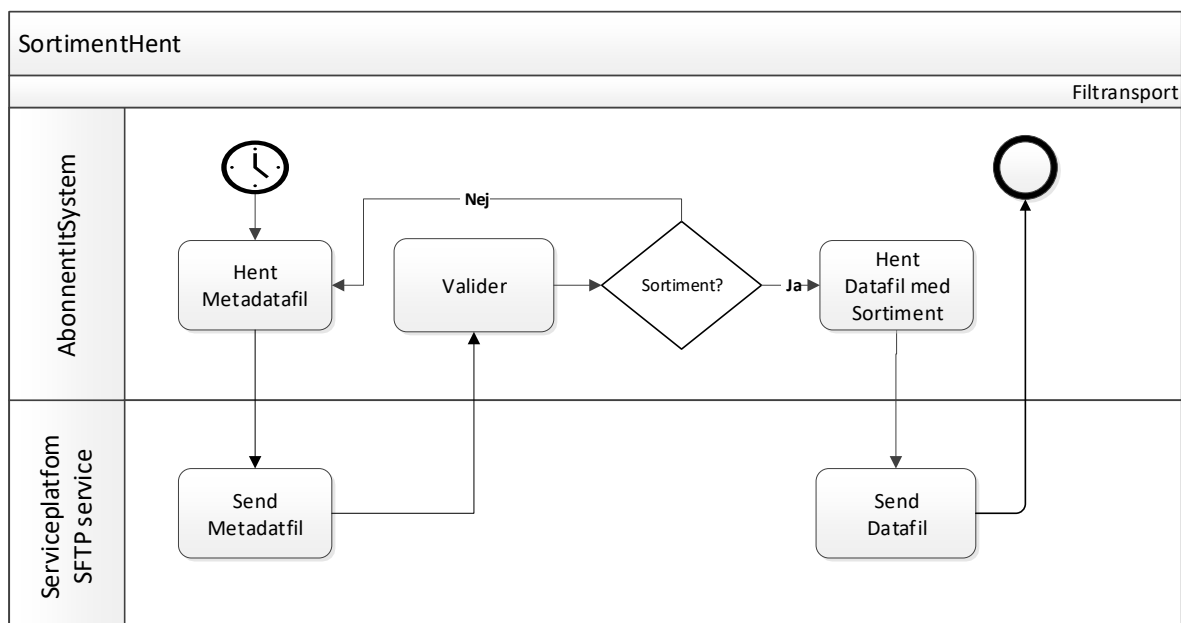 SortimentHent
Filtransport
AbonnentItSystem
Nej
Hent
Metadatafil
Valider
Sortiment?
Ja
Hent
Datafil med
Sortiment
Serviceplatfom
SFTP service
Send
Metadatfil
Send
Datafil